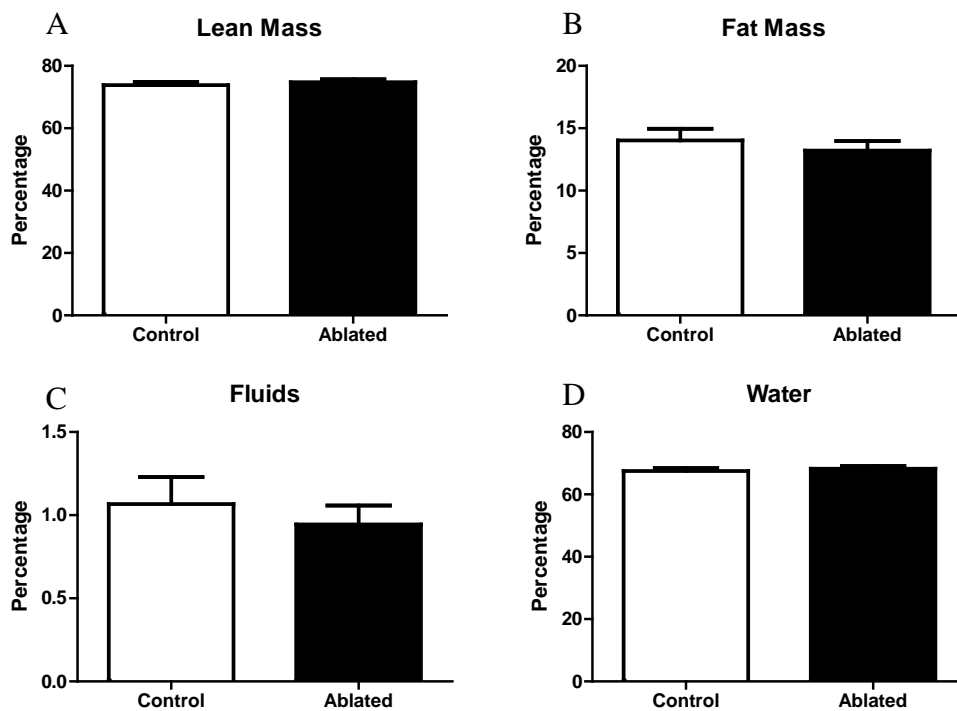 A
Lean Mass
Percentage
80
60
40
20
0
Control Ablated
B
Fat Mass
Percentage
20
15
10
5
0
Control Ablated
C
Fluids
Percentage
1.5
1.0
0.5
0.0
Control Ablated
D
Water
Percentage
80
60
40
20
0
Control Ablated